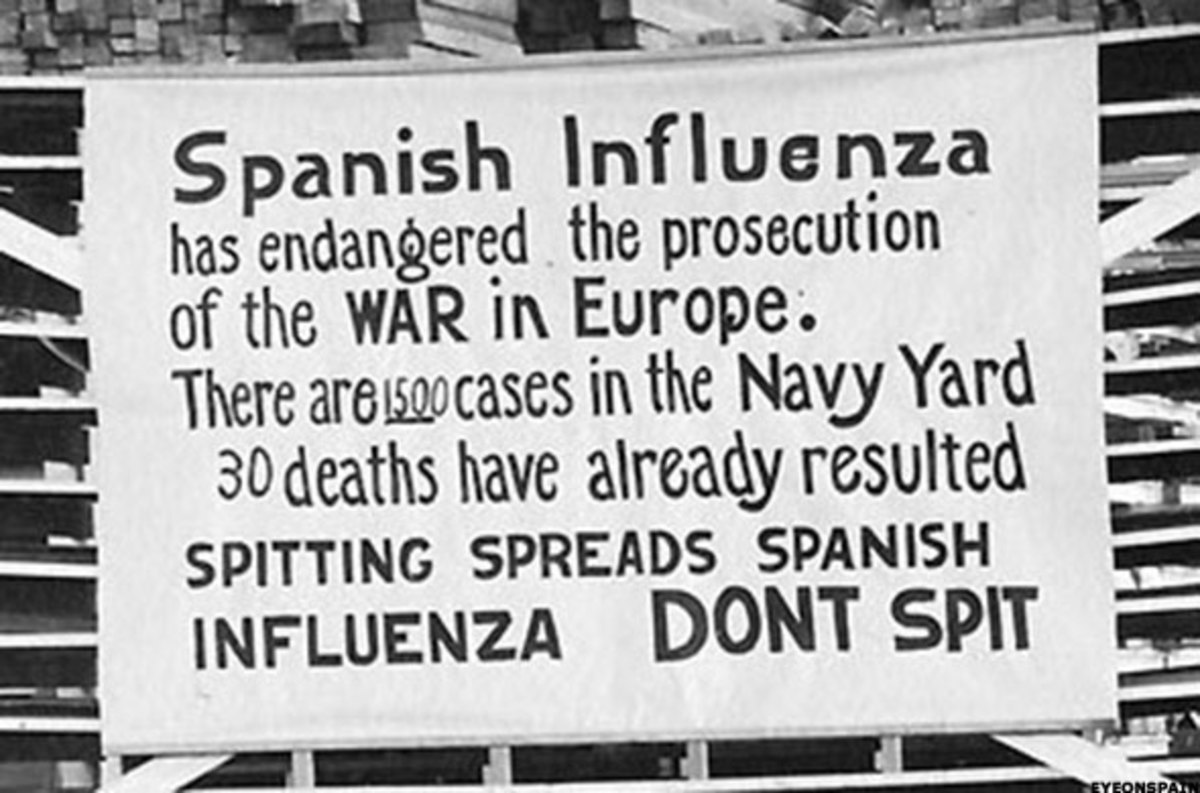 Spanish Influenza
has endangered the prosecution
of the WAR in Europe.
There are 1500 cases in the Navy Yard
30 deaths have already resulted
SPITTING SPREADS SPANISH
INFLUENZA DONT SPIT
EYEONSPAIN